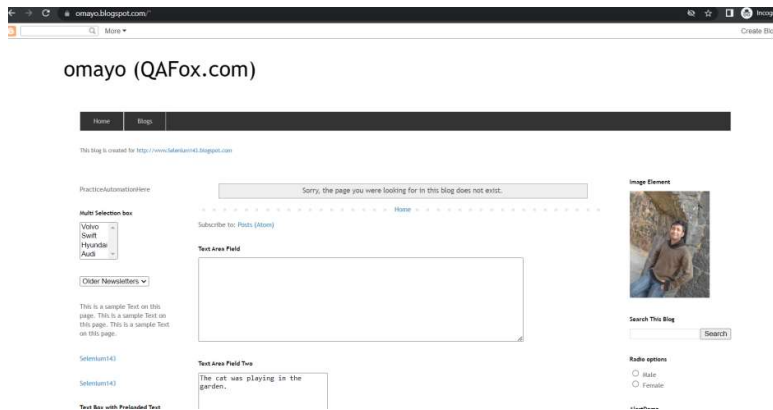 omayo.blogspot.com/"
Incog
More
Create Blo
omayo (QAFox.com)
Home Blogs
This blog is created for http://www.Selenium143.blogspot.com
PracticeAutomationHere
Multi Selection box
Volvo
Swift
Hyundai
Audi
Older Newsletters
This is a sample Text on this
page. This is a sample Text on
this page. This is a sample Text
on this page.
Selenium143
Selenium143
Text Box with Preloaded Text
Sorry, the page you were looking for in this blog does not exist.
Home
Subscribe to: Posts (Atom)
Text Area Field
Text Area Field Two
The cat was playing in the
garden.
Image Element
Search This Blog
Search
Radio options
Male
Female
AlertDemo